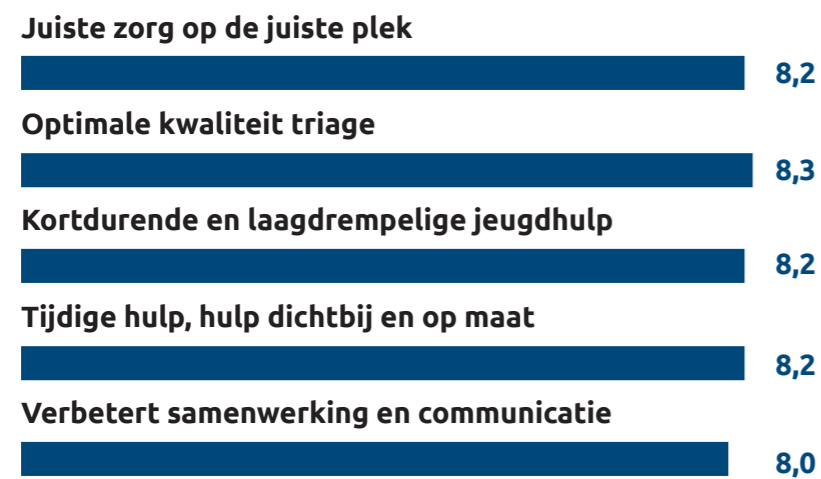 Juiste zorg op de juiste plek
8,2
Optimale kwaliteit triage
8,3
Kortdurende en laagdrempelige jeugdhulp
8,2
Tijdige hulp, hulp dichtbij en op maat
8,2
Verbetert samenwerking en communicatie
8,0